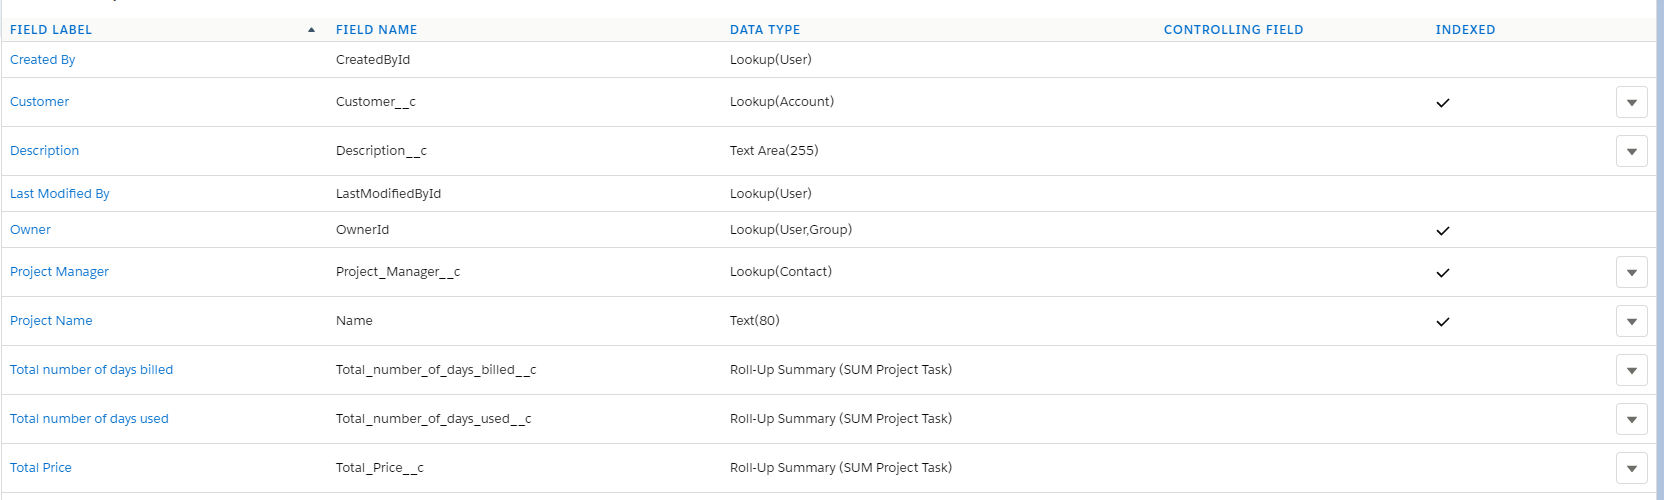 FIELD LABEL FIELD NAME DATA TYPE CONTROLLING FIELD INDEXED
Created By CreatedById Lookup(User)
Customer Customer__c Lookup(Account)
Description Description__c Text Area(255)
Last Modified By LastModifiedById Lookup(User)
Owner OwnerId Lookup(User,Group)
Project Manager Project_Manager__c Lookup(Contact)
Project Name Name Text(80)
Total number of days billed Total_number_of_days_billed__c Roll-Up Summary (SUM Project Task)
Total number of days used Total_number_of_days_used__c Roll-Up Summary (SUM Project Task)
Total Price Total_Price__c Roll-Up Summary (SUM Project Task)